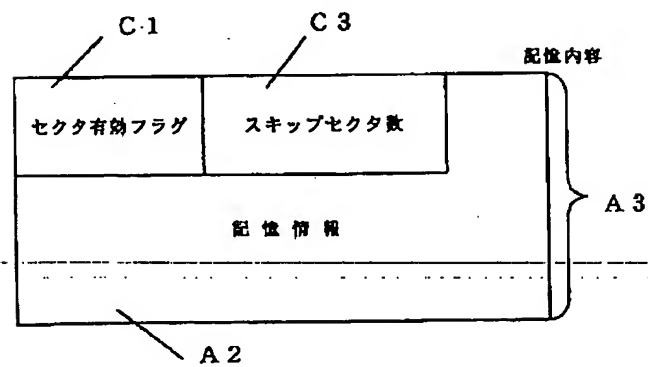 C1
C3
記憶内容
セクタ有効フラグ
スキップセクタ数
A3
記憶情報
A2